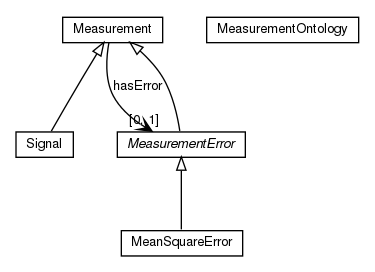 Measurement
MeasurementOntology
hasError
[0, 1]
Signal
MeasurementError
MeanSquareError